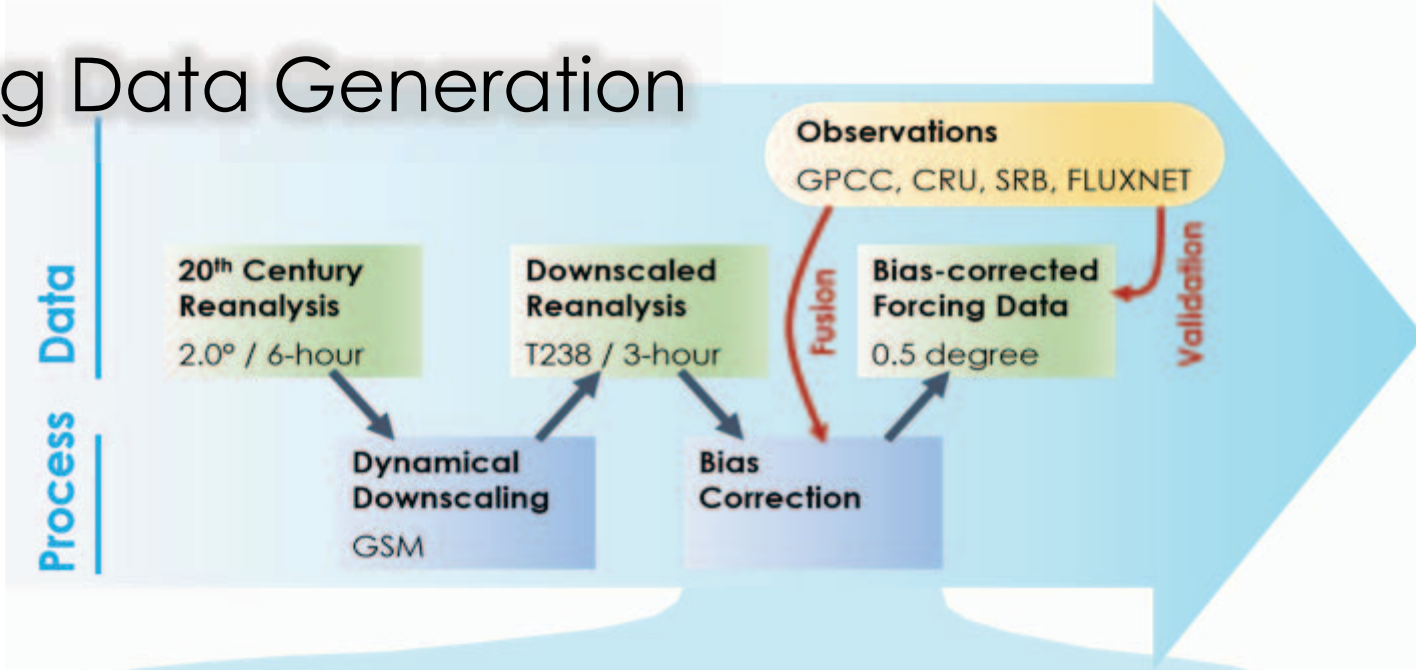 g Data Generation
Observations
GPCC, CRU, SRB, FLUXNET
Data
20th Century
Reanalysis
2.0° / 6-hour
Downscaled
Reanalysis
T238 / 3-hour
Fusion
Bias-corrected
Forcing Data
0.5 degree
Validation
Process
Dynamical
Downscaling
GSM
Bias
Correction